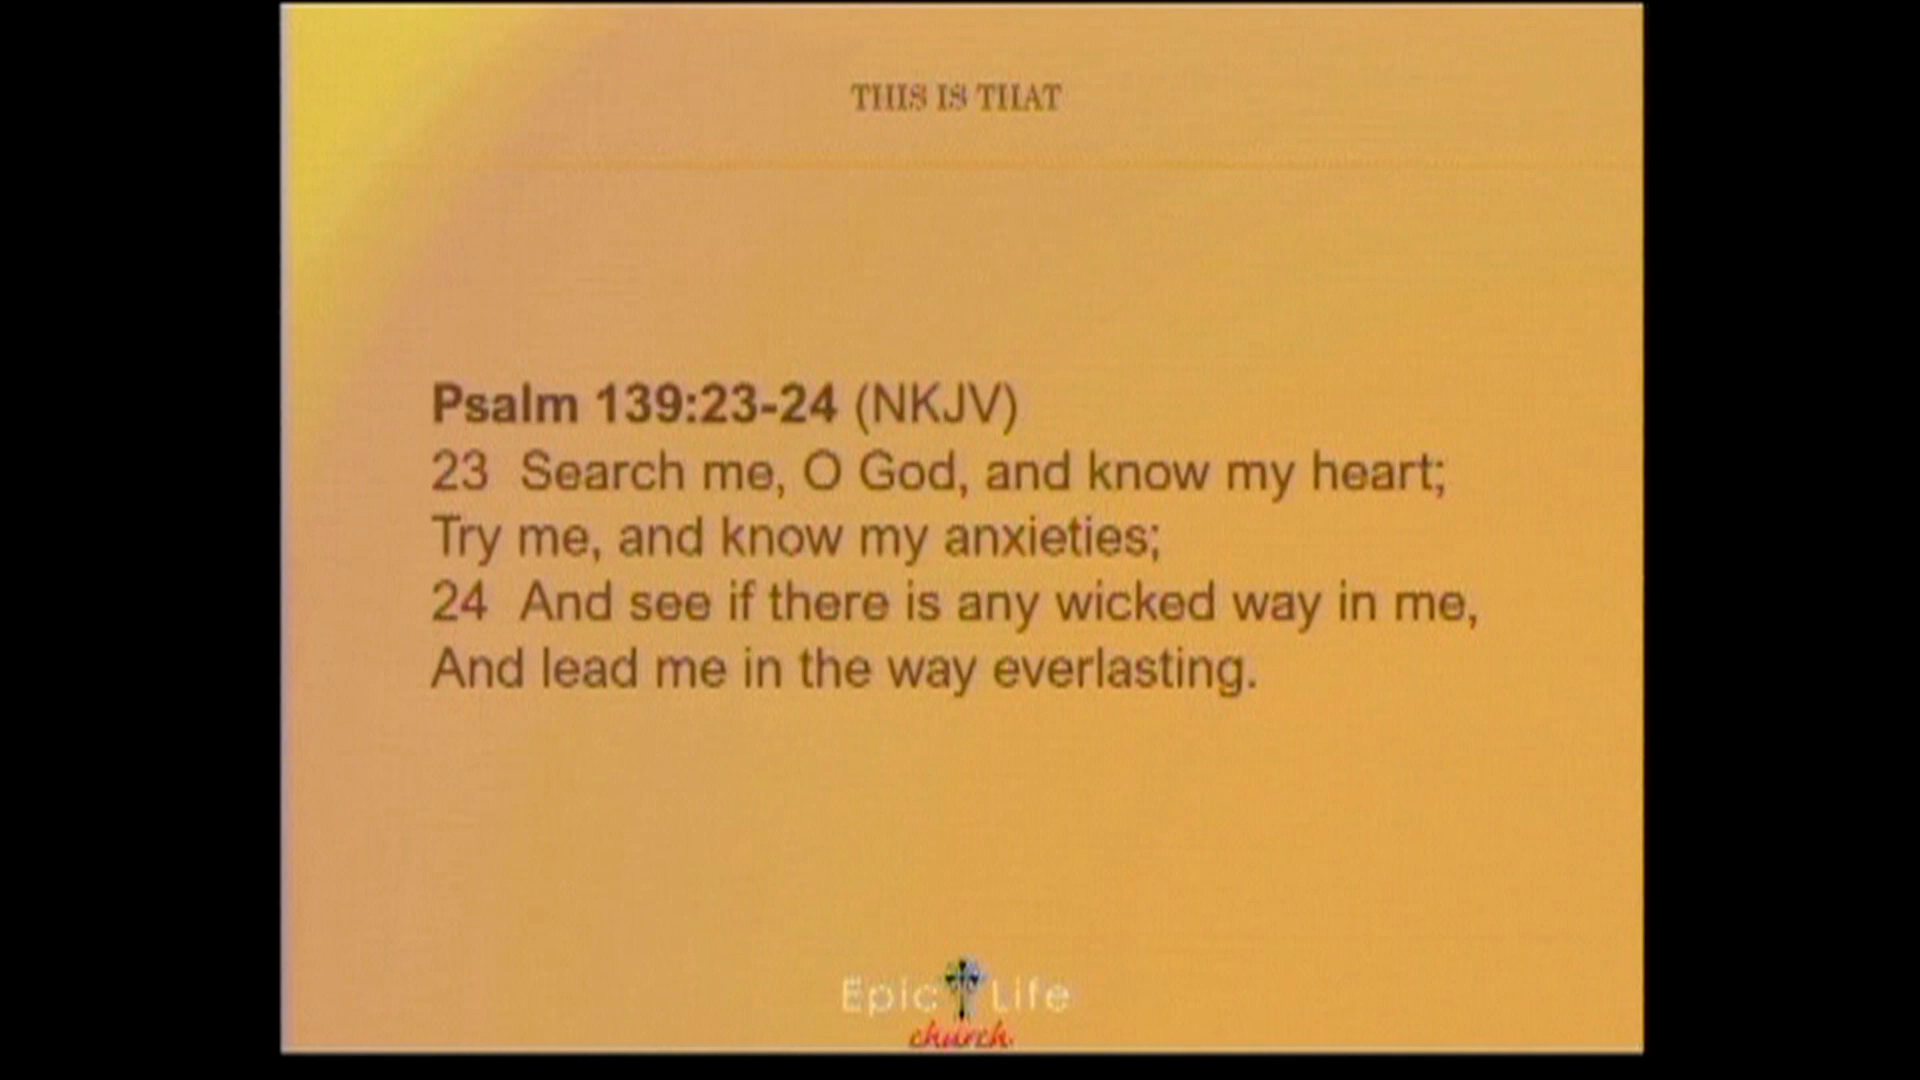 THIS IS THAT
Psalm 139:23-24 (NKJV)
23 Search me, O God, and know my heart;
Try me, and know my anxieties;
24 And see if there is any wicked way in me,
And lead me in the way everlasting.
Epic Life
church